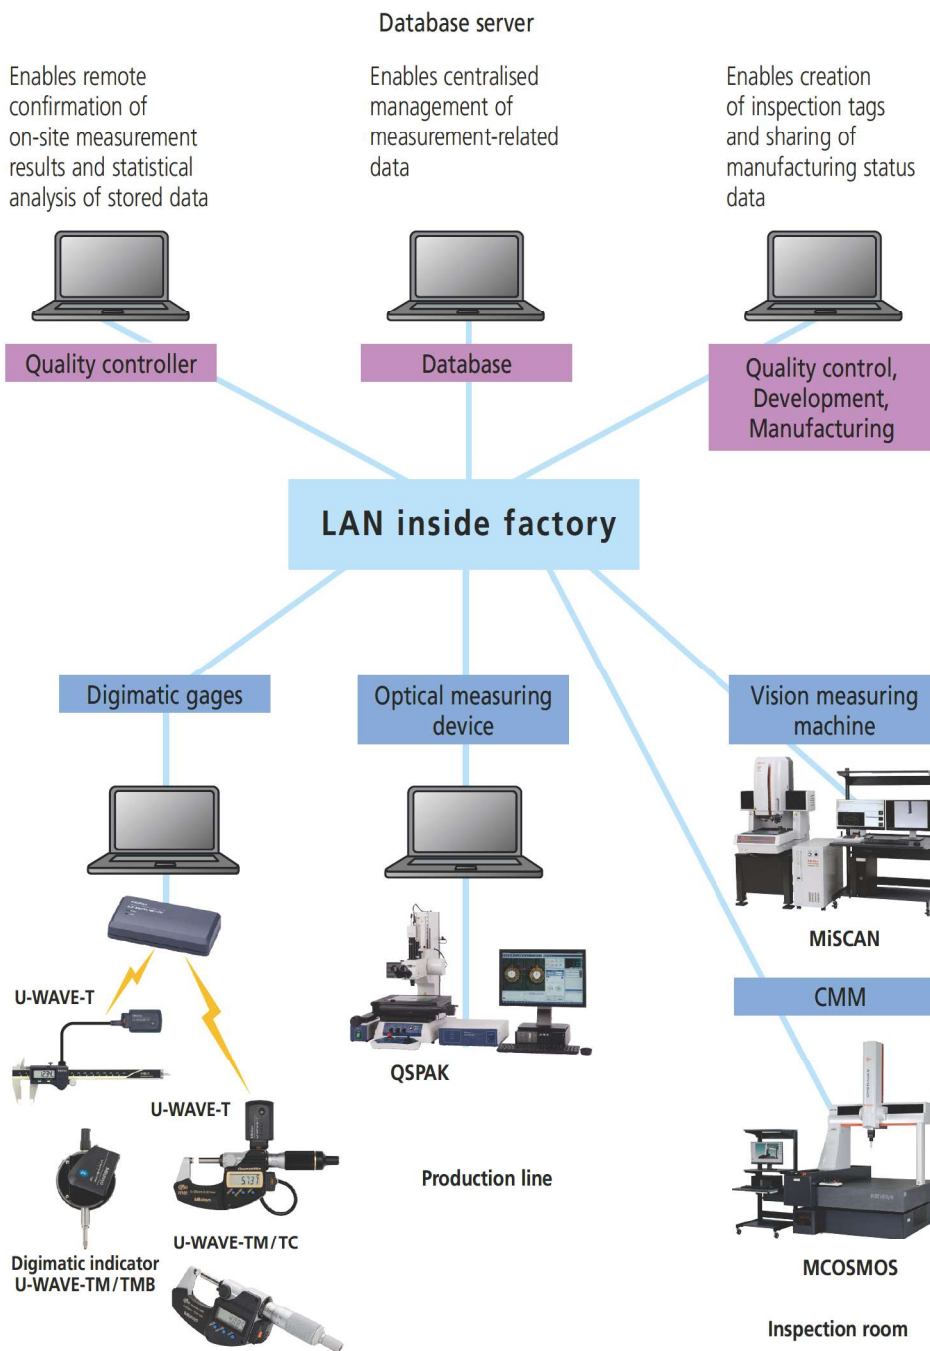 Database server
Enables remote
confirmation of
on-site measurement
results and statistical
analysis of stored data
Enables centralised
management of
measurement-related
data
Enables creation
of inspection tags
and sharing of
manufacturing status
data
Quality controller
Database
Quality control,
Development,
Manufacturing
LAN inside factory
Digimatic gages
Optical measuring
device
Vision measuring
machine
MiSCAN
CMM
U-WAVE-T
QSPAK
U-WAVE-T
Production line
U-WAVE-TM/TC
Digimatic indicator
U-WAVE-TM/TMB
MCOSMOS
Inspection room